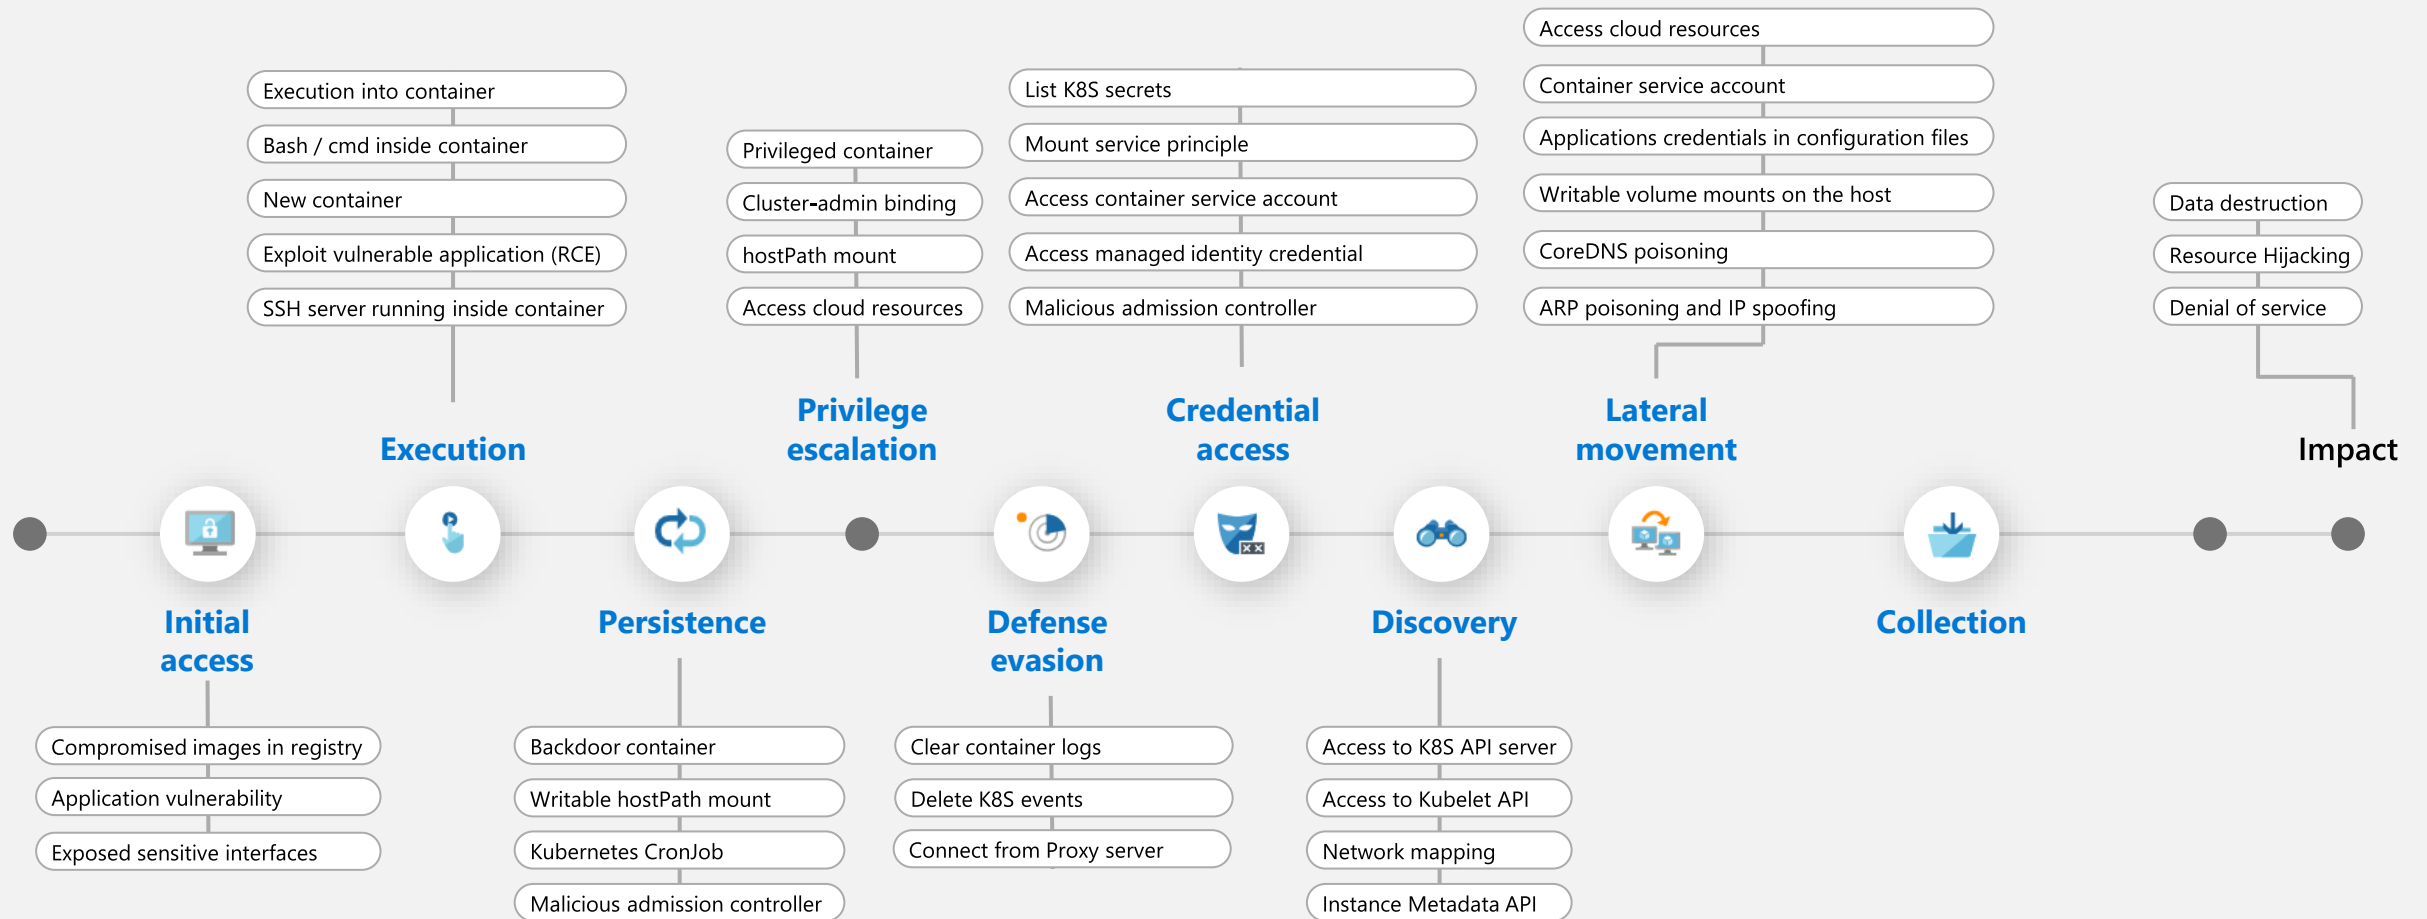 Execution into container
Bash / cmd inside container
New container
Exploit vulnerable application (RCE)
SSH server running inside container
Execution
Privileged container
Cluster-admin binding
hostPath mount
Access cloud resources
Privilege
escalation
List K8S secrets
Mount service principle
Access container service account
Access managed identity credential
Malicious admission controller
Credential
access
Access cloud resources
Container service account
Applications credentials in configuration files
Writable volume mounts on the host
CoreDNS poisoning
ARP poisoning and IP spoofing
Lateral
movement
Data destruction
Resource Hijacking
Denial of service
Impact
Initial
access
Compromised images in registry
Application vulnerability
Exposed sensitive interfaces
Persistence
Backdoor container
Writable hostPath mount
Kubernetes CronJob
Malicious admission controller
Defense
evasion
Clear container logs
Delete K8S events
Connect from Proxy server
Discovery
Access to K8S API server
Access to Kubelet API
Network mapping
Instance Metadata API
Collection